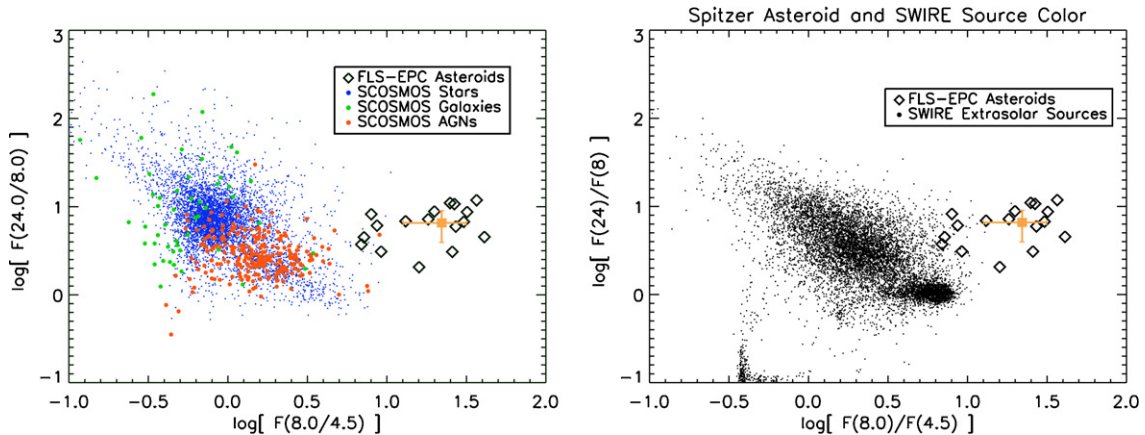 Spitzer Asteroid and SWIRE Source Color
3
2
1
0
−1
log[ F(24.0/8.0) ]
◇ FLS−EPC Asteroids
• SCOSMOS Stars
• SCOSMOS Galaxies
• SCOSMOS AGNs
−1.0 −0.5 0.0 0.5 1.0 1.5 2.0
log[ F(8.0/4.5) ]
3
2
1
0
−1
log[ F(24)/F(8) ]
◇ FLS−EPC Asteroids
• SWIRE Extrasolar Sources
−1.0 −0.5 0.0 0.5 1.0 1.5 2.0
log[ F(8.0)/F(4.5) ]